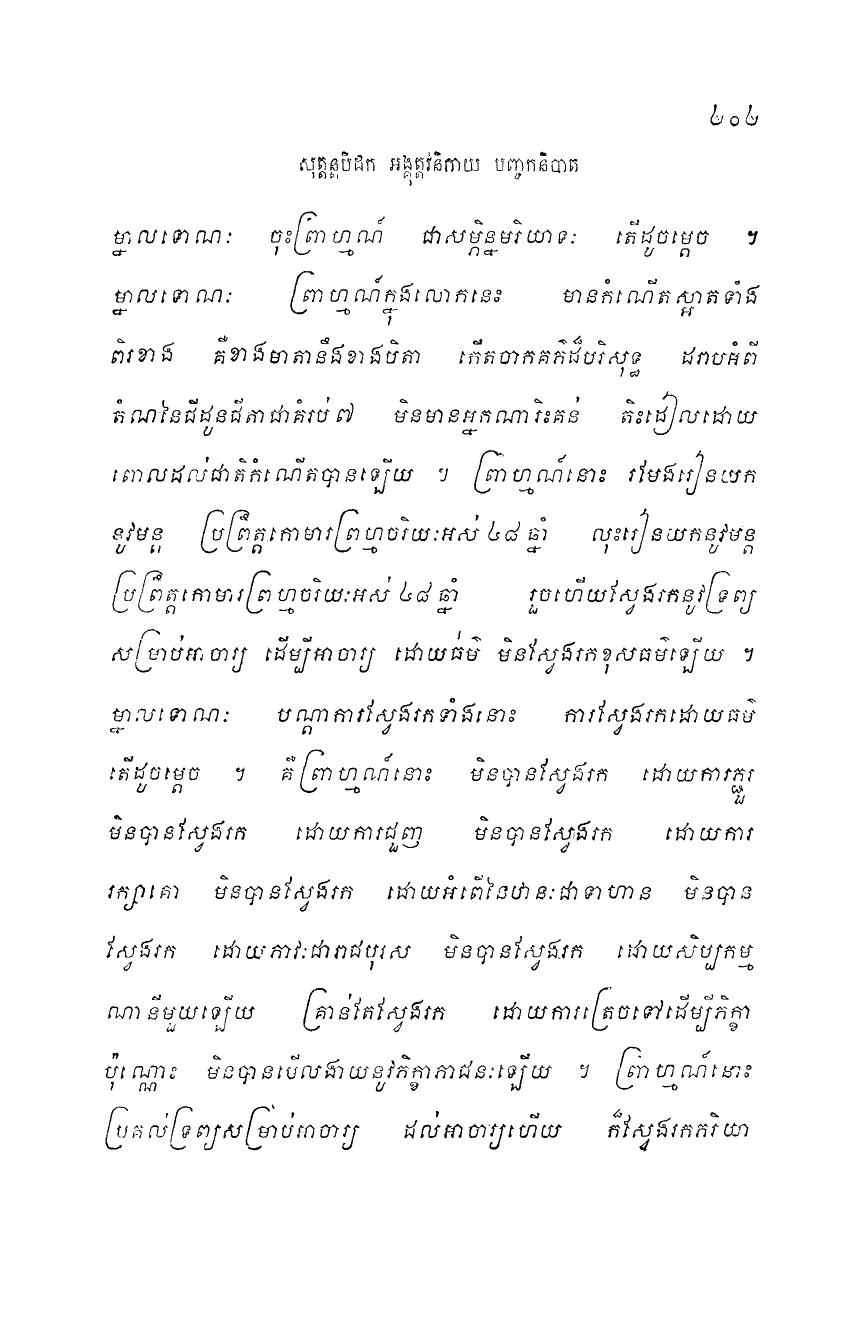 ៤០៤
សុត្តន្តបិដក អង្គុត្តរនិកាយ បញ្ចកនិបាត
ម្នាលទោណៈ ចុះព្រាហ្មណ៍ ជាសម្ភិន្នមរិយាទៈ តើដូចម្តេច ។
ម្នាលទោណៈ ព្រាហ្មណ៍ក្នុងលោកនេះ មានកំណើតស្អាតទាំង
ពិរខាង គឺខាងមាតានឹងខាងបិតា កើតចាកគភ៌ដ៏បរិសុទ្ធ ដរាបអំពី
តំណនៃជីដូនជីតាជាគំរប់៧ មិនមានអ្នកណារិះគន់ តិះដៀលដោយ
ពោលដល់ជាតិកំណើតបានឡើយ ។ ព្រាហ្មណ៍នោះ រមែងរៀនយក
នូវមន្ត ប្រព្រឹត្តកោមារព្រហ្មចរិយៈអស់ ៤៨ ឆ្នាំ លុះរៀនយកនូវមន្ត
ប្រព្រឹត្តកោមារព្រហ្មចរិយៈអស់ ៤៨ ឆ្នាំ រួចហើយស្វែងរកនូវទ្រព្យ
សម្រាប់អាចារ្យ ដើម្បីអាចារ្យ ដោយធម៌ មិនស្វែងរកខុសធម៌ឡើយ ។
ម្នាលទោណៈ បណ្តាការស្វែងរកទាំងនោះ ការស្វែងរកដោយធម៌
តើដូចម្តេច ។ គឺព្រាហ្មណ៍នោះ មិនបានស្វែងរក ដោយការភ្ជួរ
មិនបានស្វែងរក ដោយការជួញ មិនបានស្វែងរក ដោយការ
រក្សាគោ មិនបានស្វែងរក ដោយអំពើនៃឋានៈជាទាហាន មិនបាន
ស្វែងរក ដោយភាវៈជារាជបុរស មិនបានស្វែងរក ដោយសិប្បកម្ម
ណានីមួយឡើយ គ្រាន់តែស្វែងរក ដោយការត្រេចទៅដើម្បីភិក្ខា
ប៉ុណ្ណោះ មិនបានមើលងាយនូវភិក្ខាភាជនៈឡើយ ។ ព្រាហ្មណ៍នោះ
ប្រគល់ទ្រព្យសម្រាប់អាចារ្យ ដល់អាចារ្យហើយ ក៏ស្វែងរកភរិយា